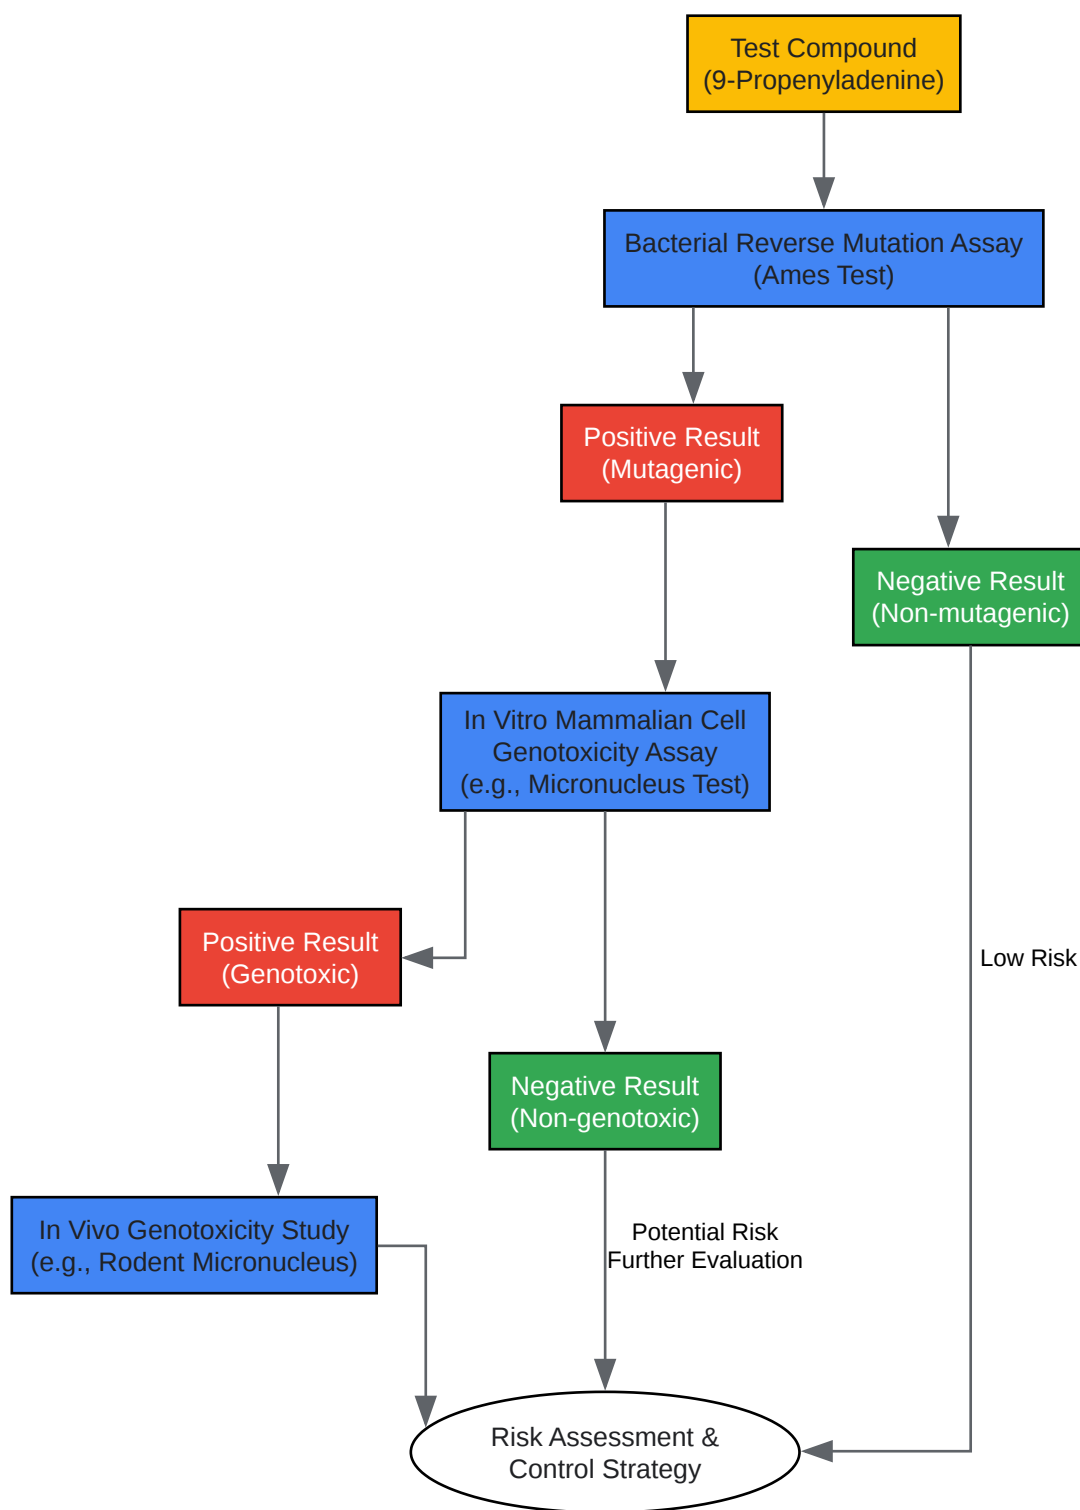 Test Compound
(9-Propenyladenine)
Bacterial Reverse Mutation Assay
(Ames Test)
Positive Result
(Mutagenic)
Negative Result
(Non-mutagenic)
In Vitro Mammalian Cell
Genotoxicity Assay
(e.g., Micronucleus Test)
Positive Result
(Genotoxic)
Low Risk
Negative Result
(Non-genotoxic)
In Vivo Genotoxicity Study
(e.g., Rodent Micronucleus)
Potential Risk
Further Evaluation
Risk Assessment &
Control Strategy